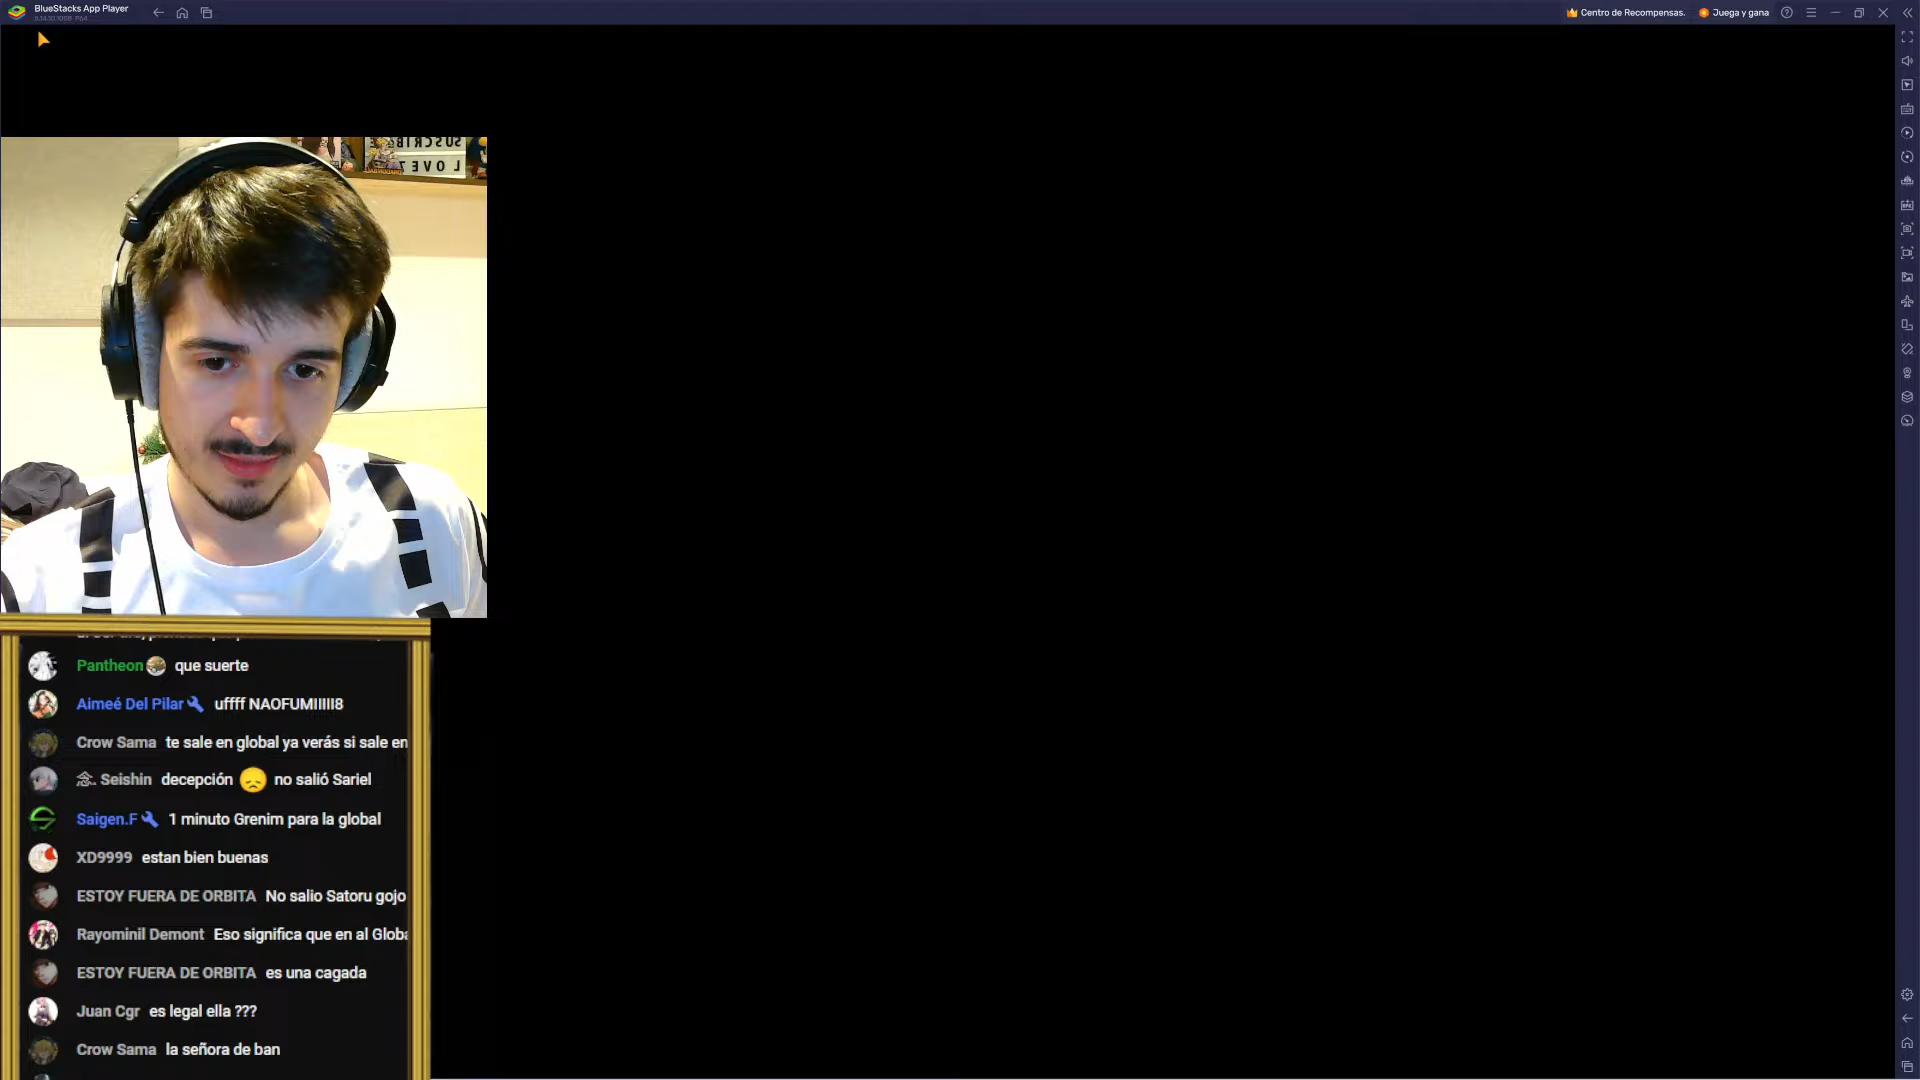 BlueStacks App Player
Centro de Recompensas.
Juega y gana
SUSCRIB
LOVE
Pantheon que suerte
Aimeé Del Pilar uffff NAOFUMIIIII8
Crow Sama te sale en global ya verás si sale en
念 Seishin decepción 😞 no salió Sariel
Saigen.F 1 minuto Grenim para la global
XD9999 estan bien buenas
ESTOY FUERA DE ORBITA No salio Satoru gojo
Rayominil Demont Eso significa que en al Globa
ESTOY FUERA DE ORBITA es una cagada
Juan Cgr es legal ella ???
Crow Sama la señora de ban